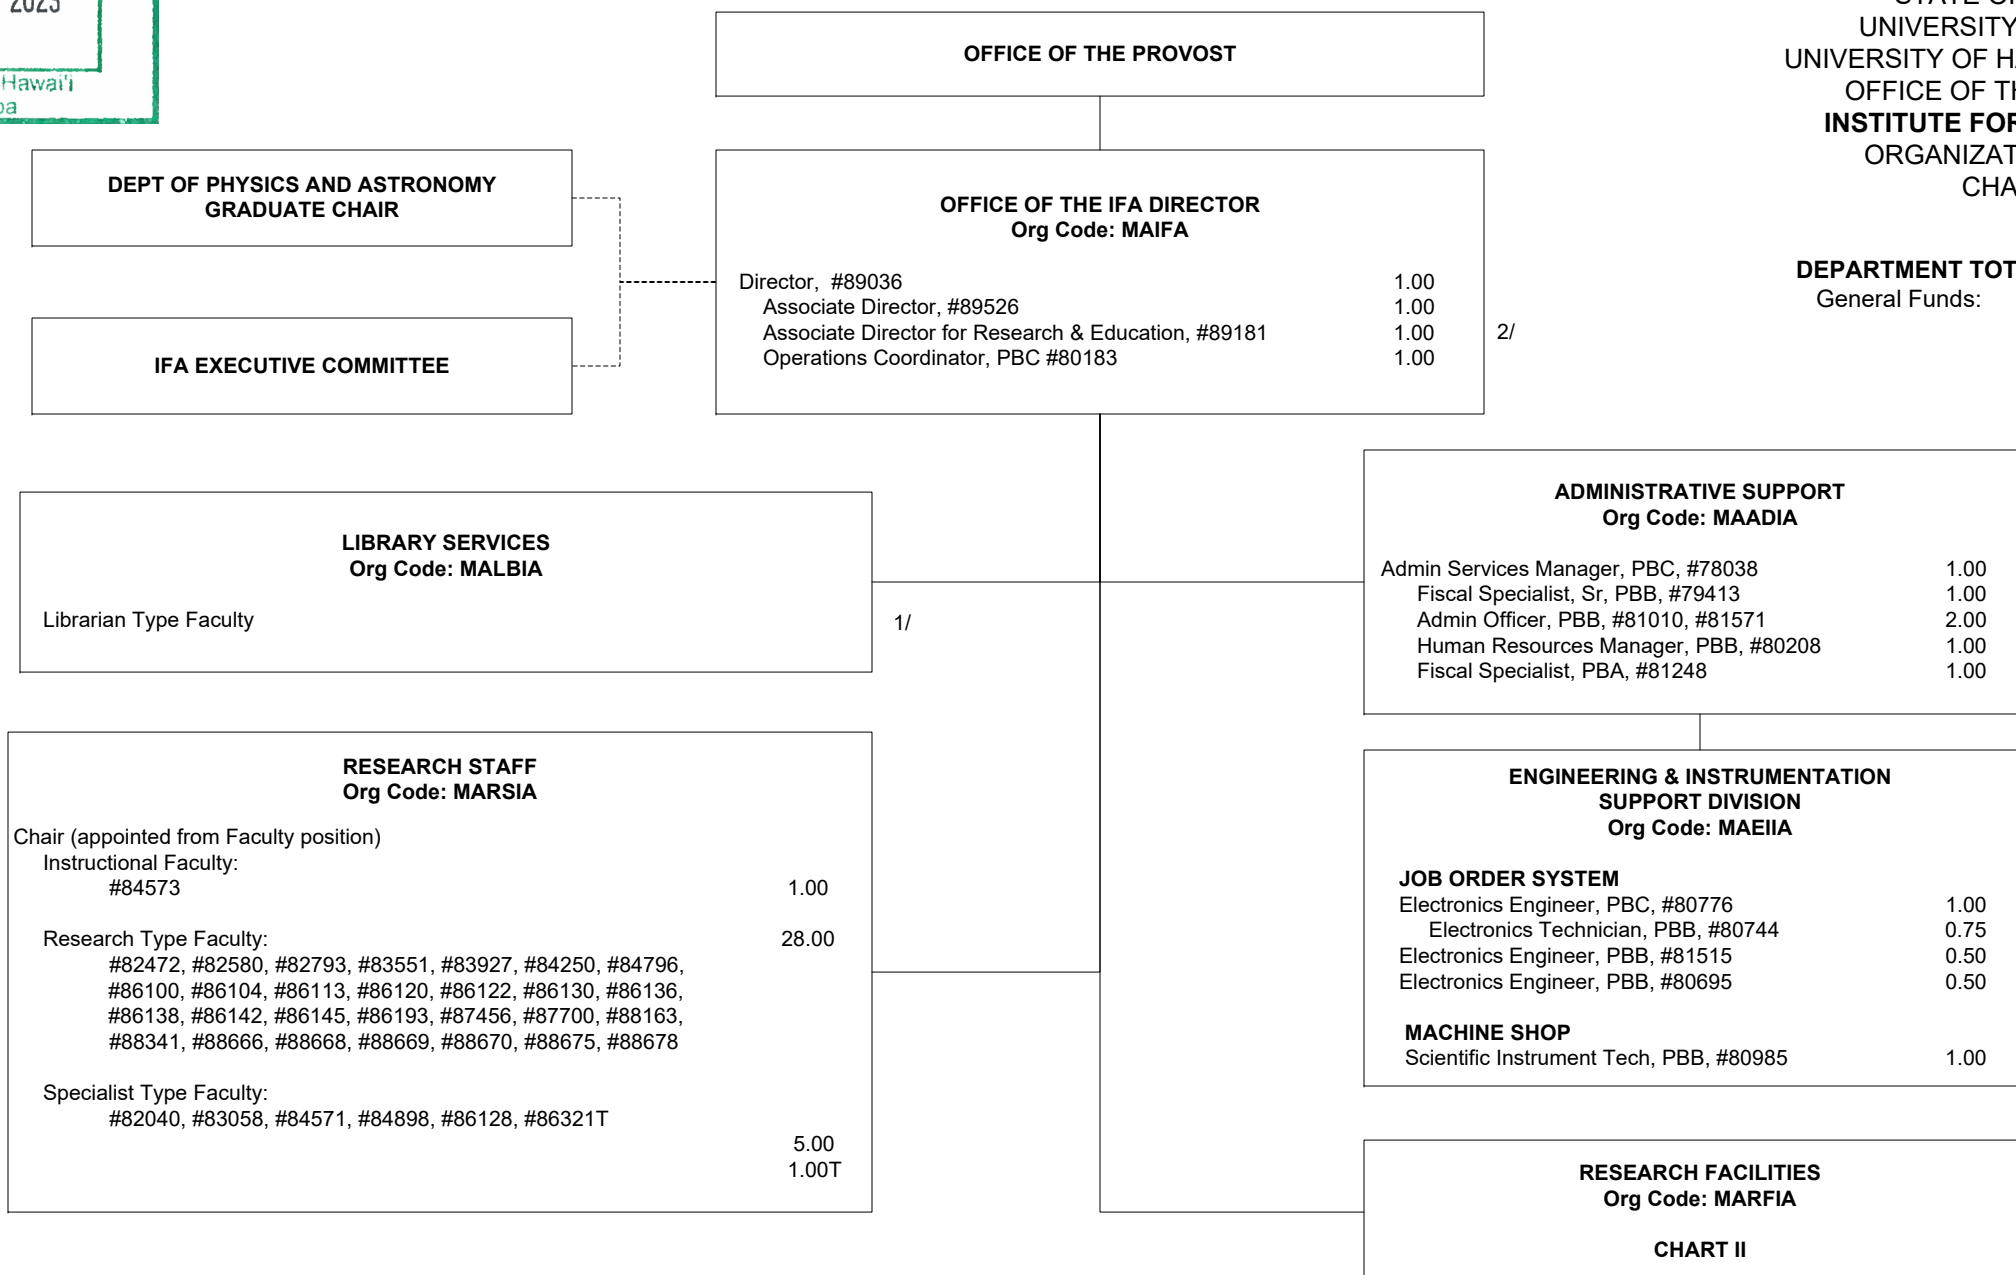 2023
Hawai'i
OFFICE OF THE PROVOST
UNIVERSITY
UNIVERSITY OF
OFFICE OF
INSTITUTE FOR
DEPT OF PHYSICS AND ASTRONOMY
GRADUATE CHAIR
IFA EXECUTIVE COMMITTEE
OFFICE OF THE IFA DIRECTOR
Org Code: MAIFA
Director, #89036 1.00
Associate Director, #89526 1.00
Associate Director for Research & Education, #89181 1.00 2/
Operations Coordinator, PBC #80183 1.00
DEPARTMENT
General Funds:
LIBRARY SERVICES
Org Code: MALBIA
Librarian Type Faculty 1/
ADMINISTRATIVE SUPPORT
Org Code: MAADIA
Admin Services Manager, PBC, #78038 1.00
Fiscal Specialist, Sr, PBB, #79413 1.00
Admin Officer, PBB, #81010, #81571 2.00
Human Resources Manager, PBB, #80208 1.00
Fiscal Specialist, PBA, #81248 1.00
RESEARCH STAFF
Org Code: MARSIA
Chair (appointed from Faculty position)
Instructional Faculty:
#84573 1.00
Research Type Faculty: 28.00
#82472, #82580, #82793, #83551, #83927, #84250, #84796,
#86100, #86104, #86113, #86120, #86122, #86130, #86136,
#86138, #86142, #86145, #86193, #87456, #87700, #88163,
#88341, #88666, #88668, #88669, #88670, #88675, #88678
Specialist Type Faculty:
#82040, #83058, #84571, #84898, #86128, #86321T
5.00
1.00T
ENGINEERING & INSTRUMENTATION
SUPPORT DIVISION
Org Code: MAEIIA
JOB ORDER SYSTEM
Electronics Engineer, PBC, #80776 1.00
Electronics Technician, PBB, #80744 0.75
Electronics Engineer, PBB, #81515 0.50
Electronics Engineer, PBB, #80695 0.50
MACHINE SHOP
Scientific Instrument Tech, PBB, #80985 1.00
RESEARCH FACILITIES
Org Code: MARFIA
CHART II